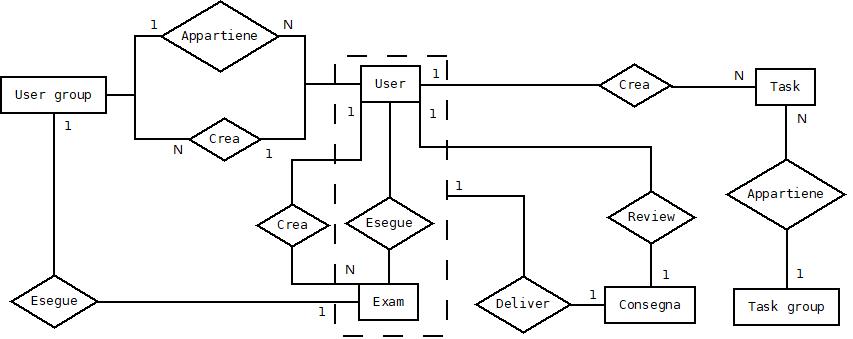 1
Appartiene
N
User group
User
1
Crea
N
Task
1
N
Crea
1
1
1
N
1
Crea
Esegue
Review
Appartiene
N
1
1
Esegue
1
Exam
Deliver
1
Consegna
Task group